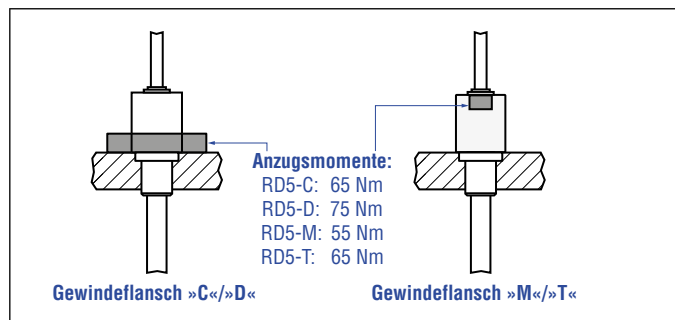 Anzugsmomente:
RD5-C: 65 Nm
RD5-D: 75 Nm
RD5-M: 55 Nm
RD5-T: 65 Nm
Gewindeflansch »C«/»D«
Gewindeflansch »M«/»T«